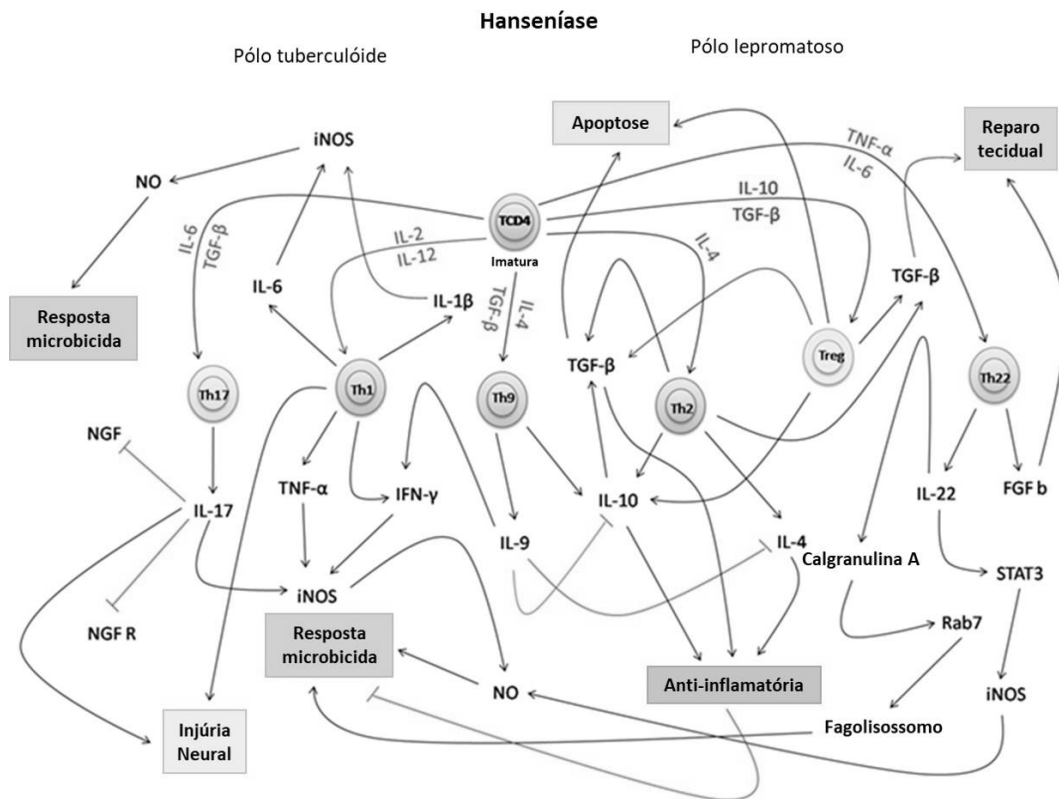 Hanseníase
Pólo tuberculóide
Pólo lepromatoso
Apoptose
Reparo
tecidual
iNOS
NO
TNF-α
IL-6
IL-10
TGF-β
TCD4
Imatura
IL-6
TGF-β
IL-2
IL-12
IL-4
TGF-β
IL-4
IL-6
IL-1β
TGF-β
Resposta
microbicida
TGF-β
Treg
Th17
Th1
Th9
Th2
Th22
NGF
TNF-α
IFN-γ
IL-10
IL-22
FGF b
IL-17
IL-9
IL-4
Calgranulina A
STAT3
iNOS
NGF R
Resposta
microbicida
Rab7
NO
Anti-inflamatória
iNOS
Injúria
Neural
Fagolisossomo